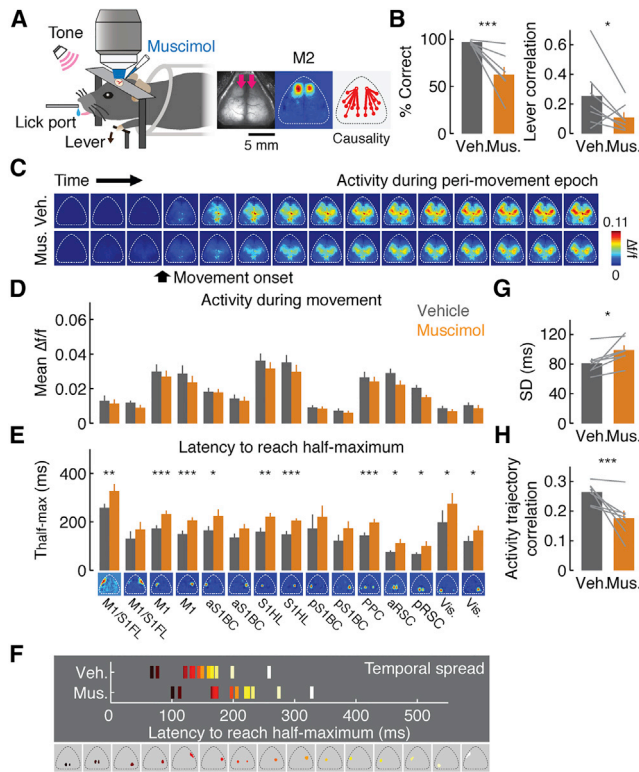 A
Tone
Muscimol
Lick port
Lever
M2
5 mm
Causality
B
***
% Correct
100
50
0
Veh. Mus.
*
Lever correlation
0.8
0.4
0
Veh. Mus.
C
Time
Activity during peri-movement epoch
Veh.
Mus.
0.11
Δf/f
0
Movement onset
D
Activity during movement
Vehicle
Muscimol
Mean Δf/f
0.06
0.04
0.02
0
E
Latency to reach half-maximum
Thalf-max (ms)
400
200
0
** *** *** * ** *** *** * * * *
M1/S1FL
M1/S1FL
M1
M1
aS1BC
aS1BC
S1HL
S1HL
pS1BC
pS1BC
PPC
aRSC
pRSC
Vis.
Vis.
F
Temporal spread
Veh.
Mus.
0 100 200 300 400 500
Latency to reach half-maximum (ms)
G
*
SD (ms)
120
80
40
0
Veh. Mus.
H
***
Activity trajectory
correlation
0.3
0.2
0.1
0
Veh. Mus.